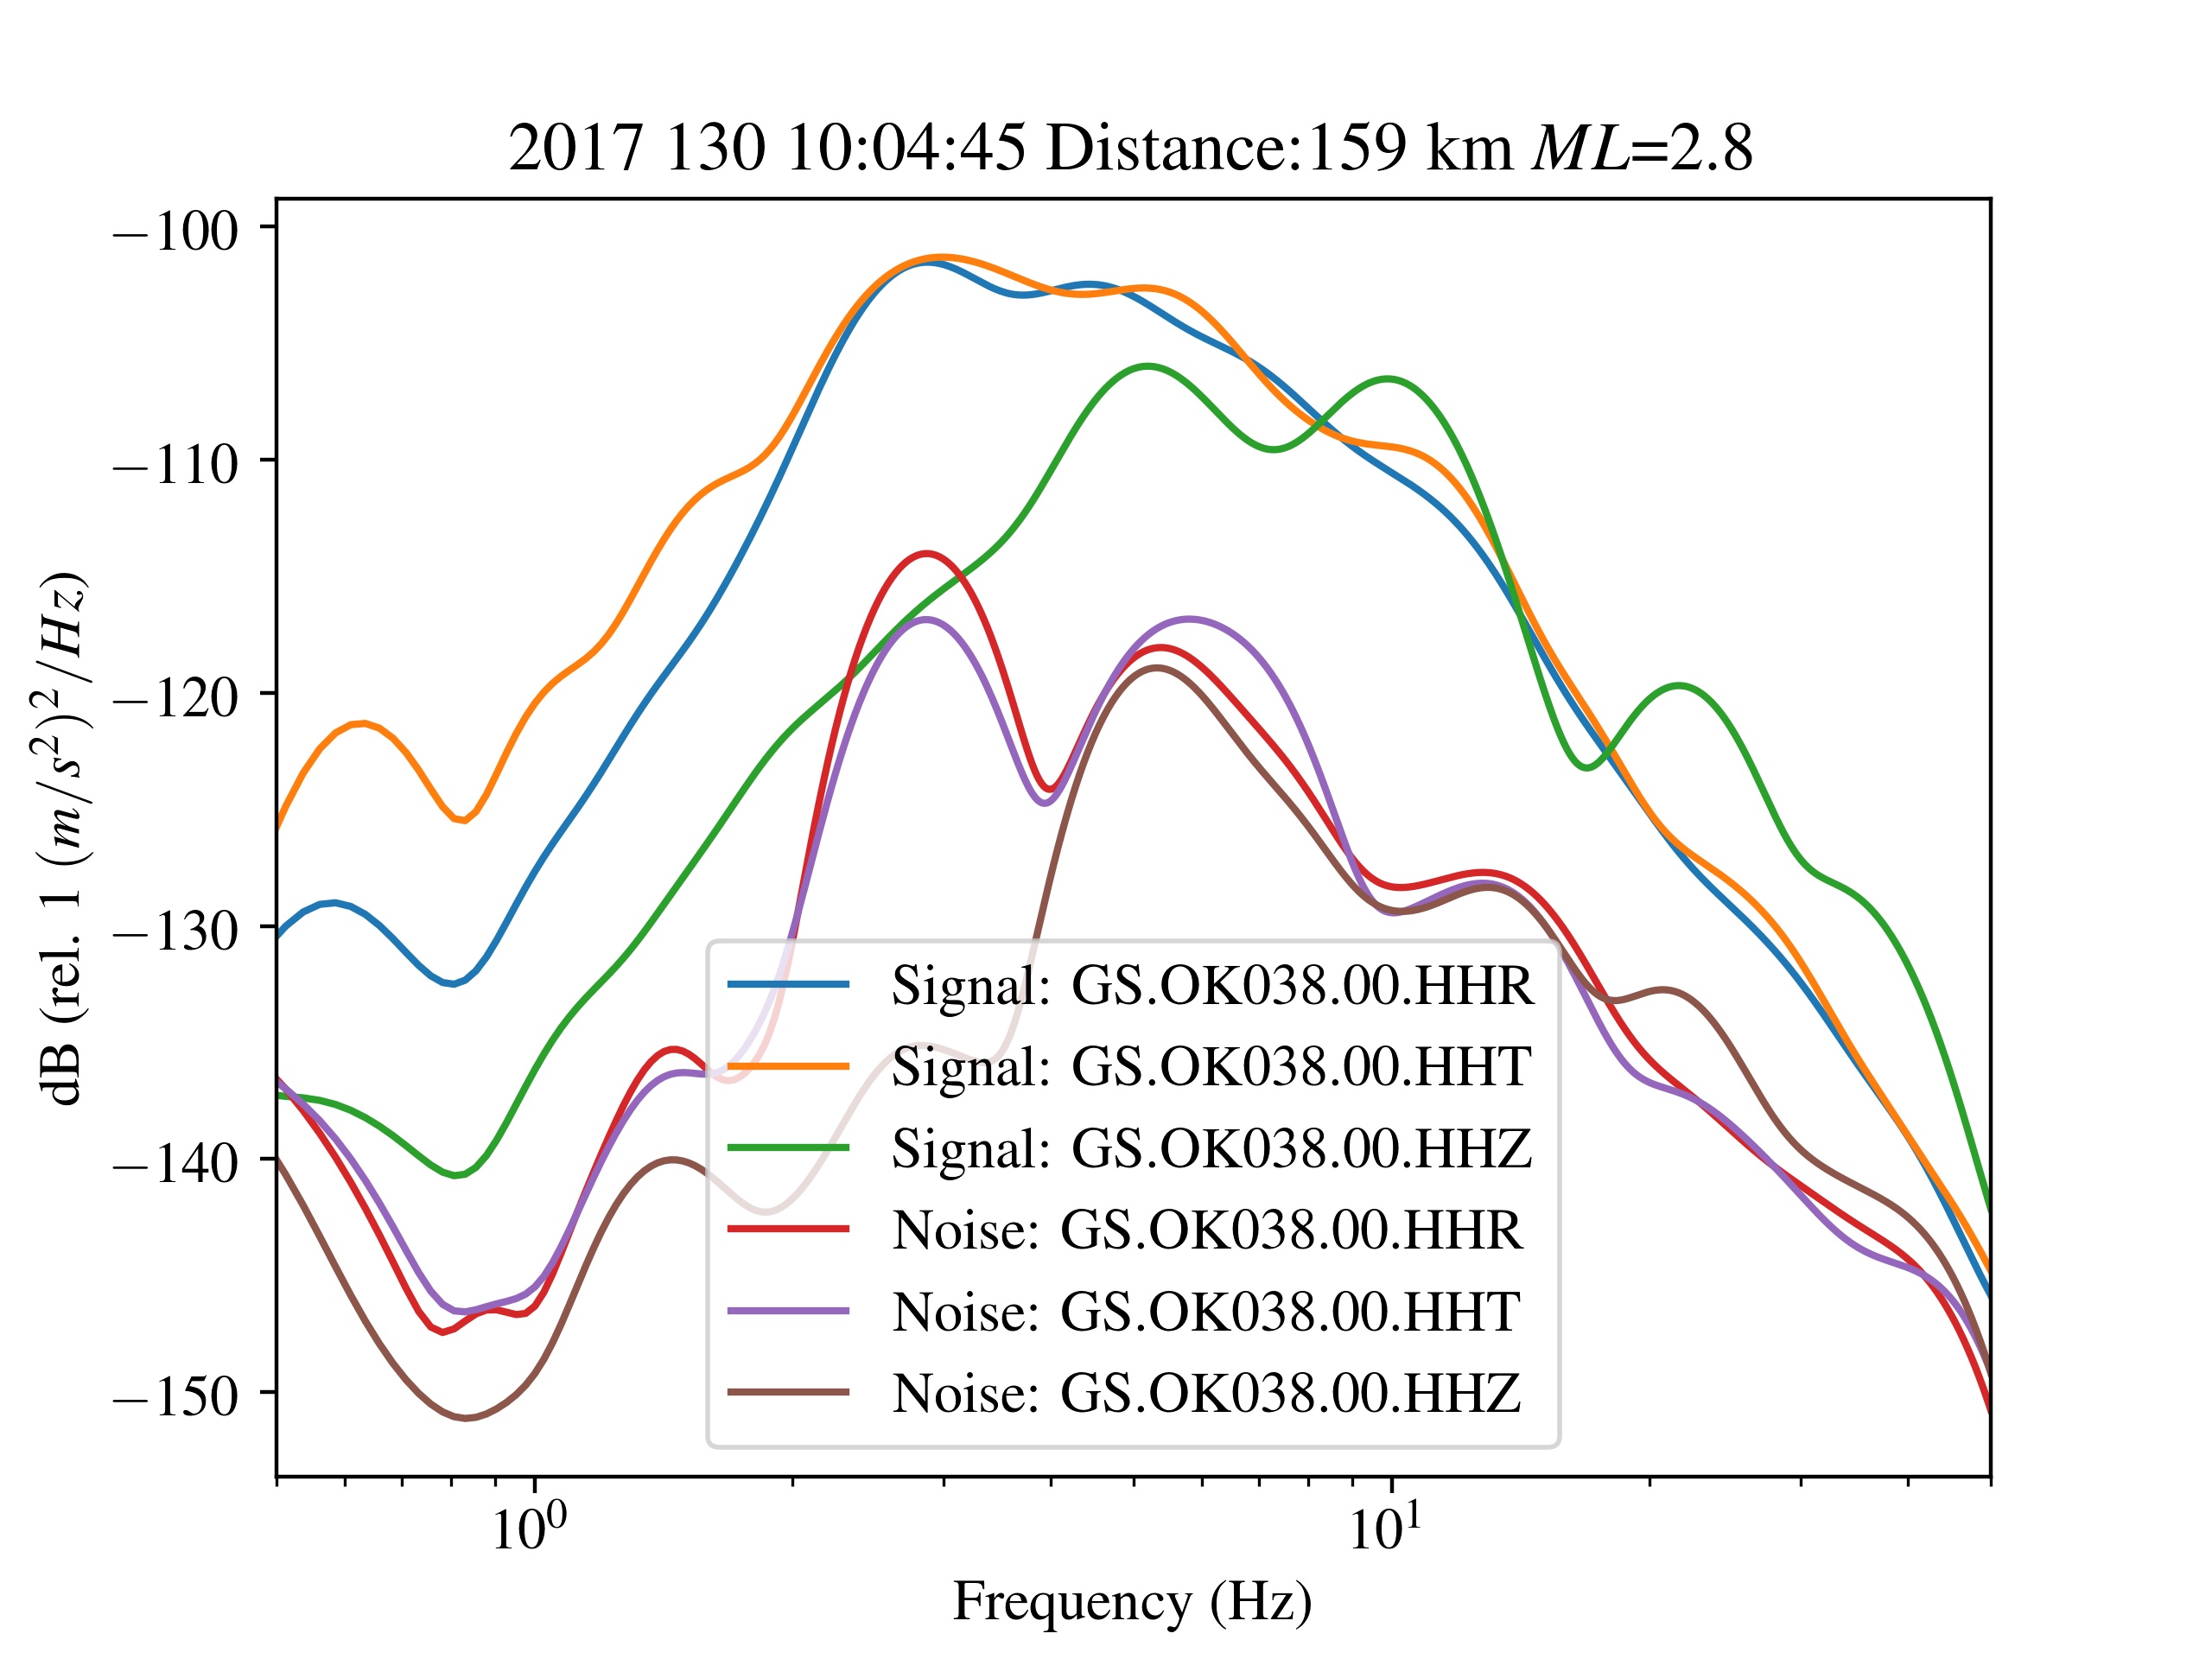 2017 130 10:04:45 Distance:159 km ML=2.8
−100
−110
−120
−130
−140
−150
dB (rel. 1 (m/s²)²/Hz)
Signal: GS.OK038.00.HHR
Signal: GS.OK038.00.HHT
Signal: GS.OK038.00.HHZ
Noise: GS.OK038.00.HHR
Noise: GS.OK038.00.HHT
Noise: GS.OK038.00.HHZ
10⁰ 10¹
Frequency (Hz)